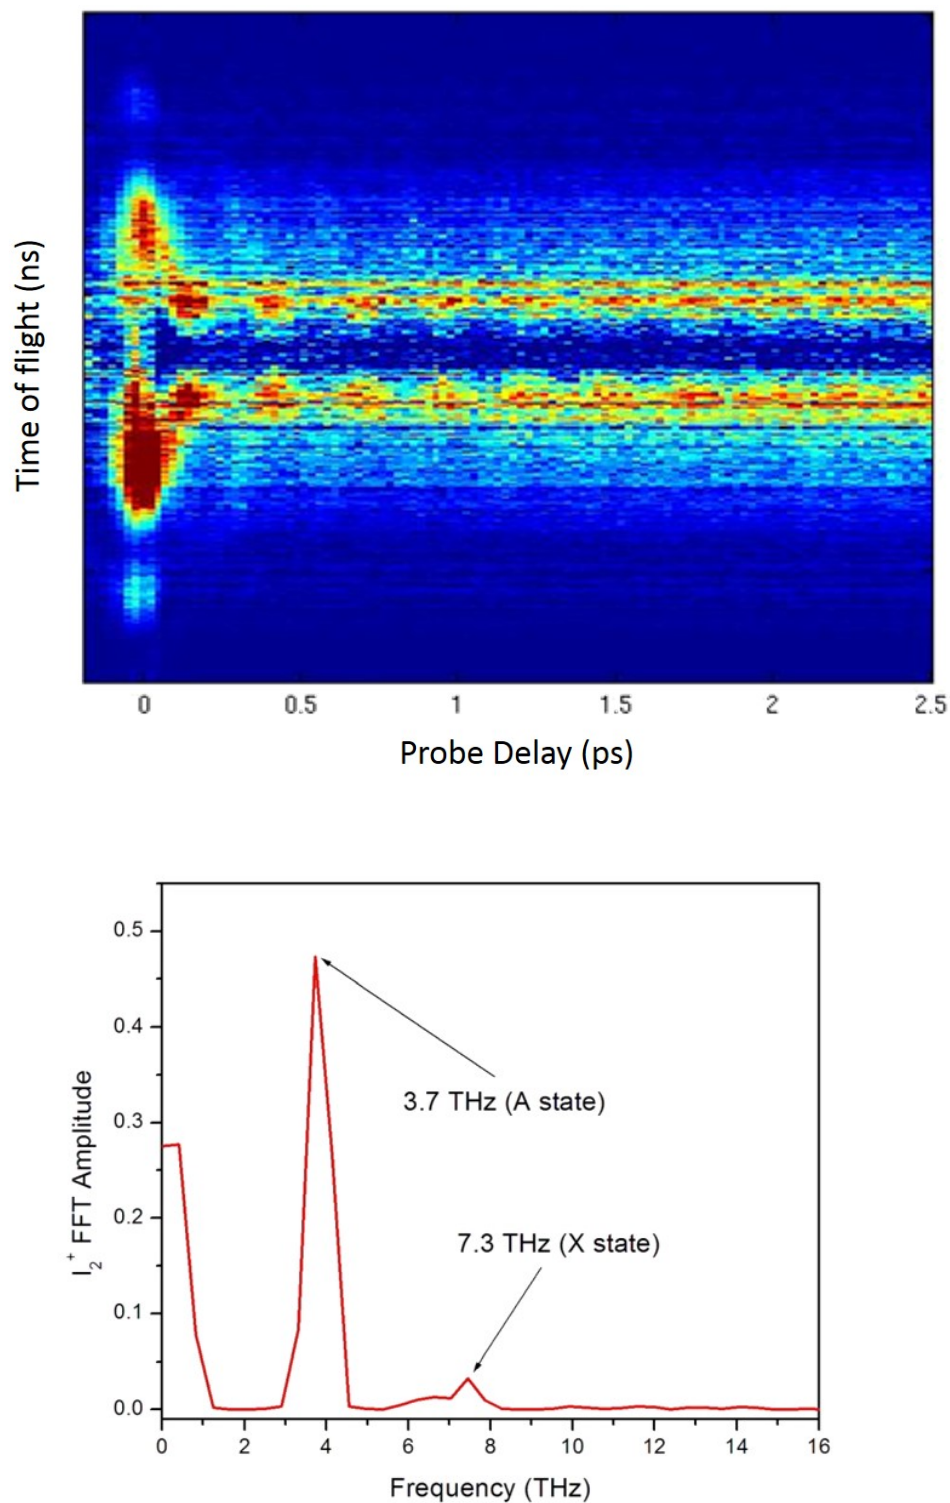 Time of flight (ns)
0 0.5 1 1.5 2 2.5
Probe Delay (ps)
I₂⁺ FFT Amplitude
0.5
0.4
0.3
0.2
0.1
0.0
3.7 THz (A state)
7.3 THz (X state)
0 2 4 6 8 10 12 14 16
Frequency (THz)